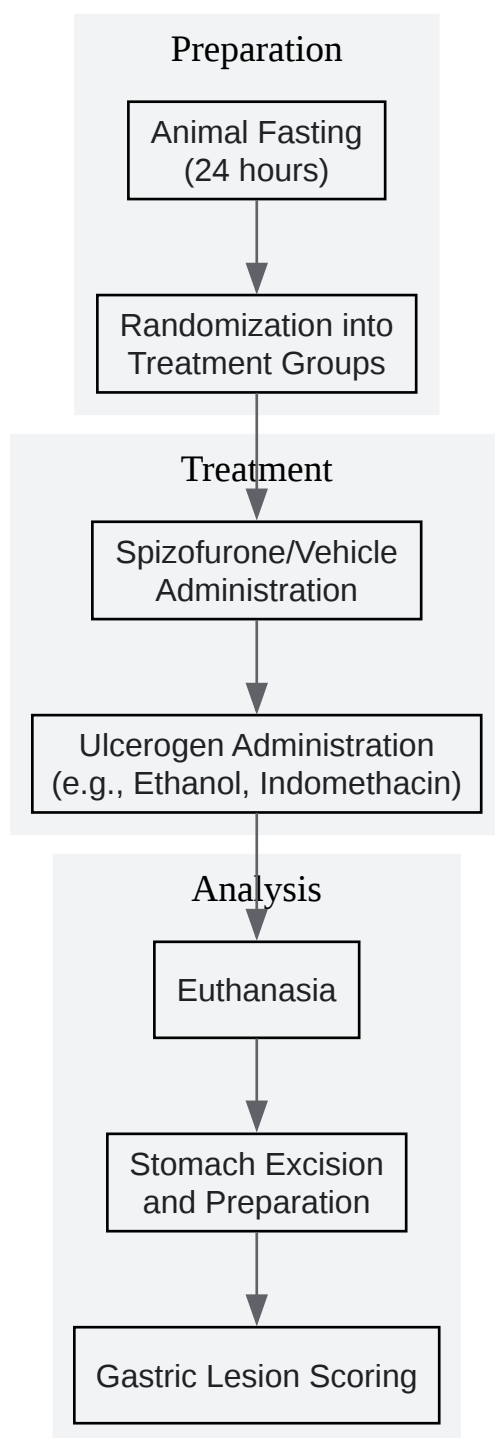 Preparation
Animal Fasting
(24 hours)
Randomization into
Treatment Groups
Treatment
Spizofurone/Vehicle
Administration
Ulcerogen Administration
(e.g., Ethanol, Indomethacin)
Analysis
Euthanasia
Stomach Excision
and Preparation
Gastric Lesion Scoring